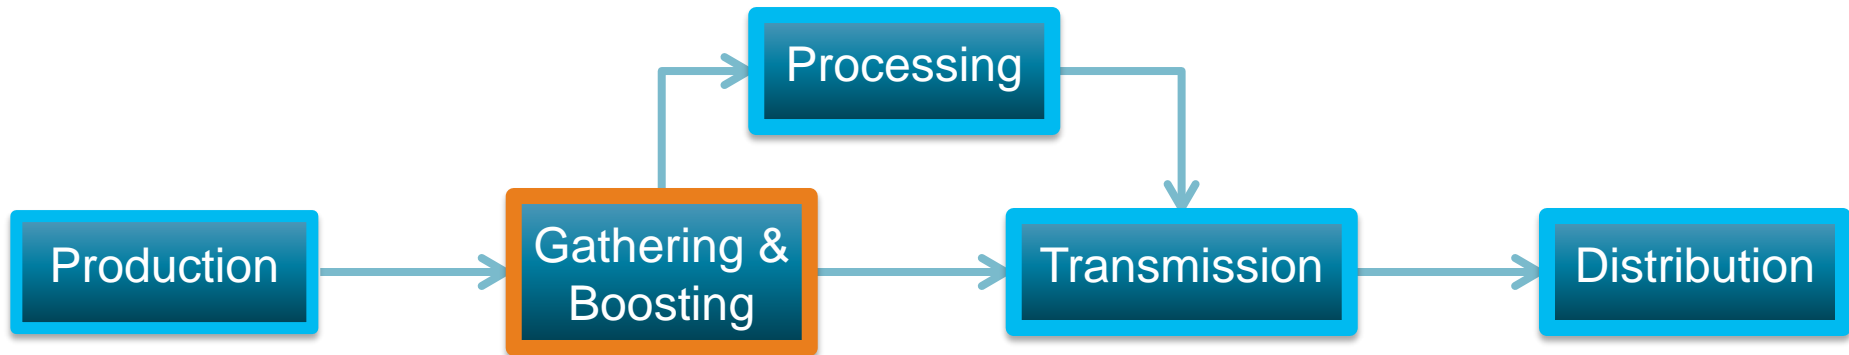 Processing
Production
Gathering &
Boosting
Transmission
Distribution